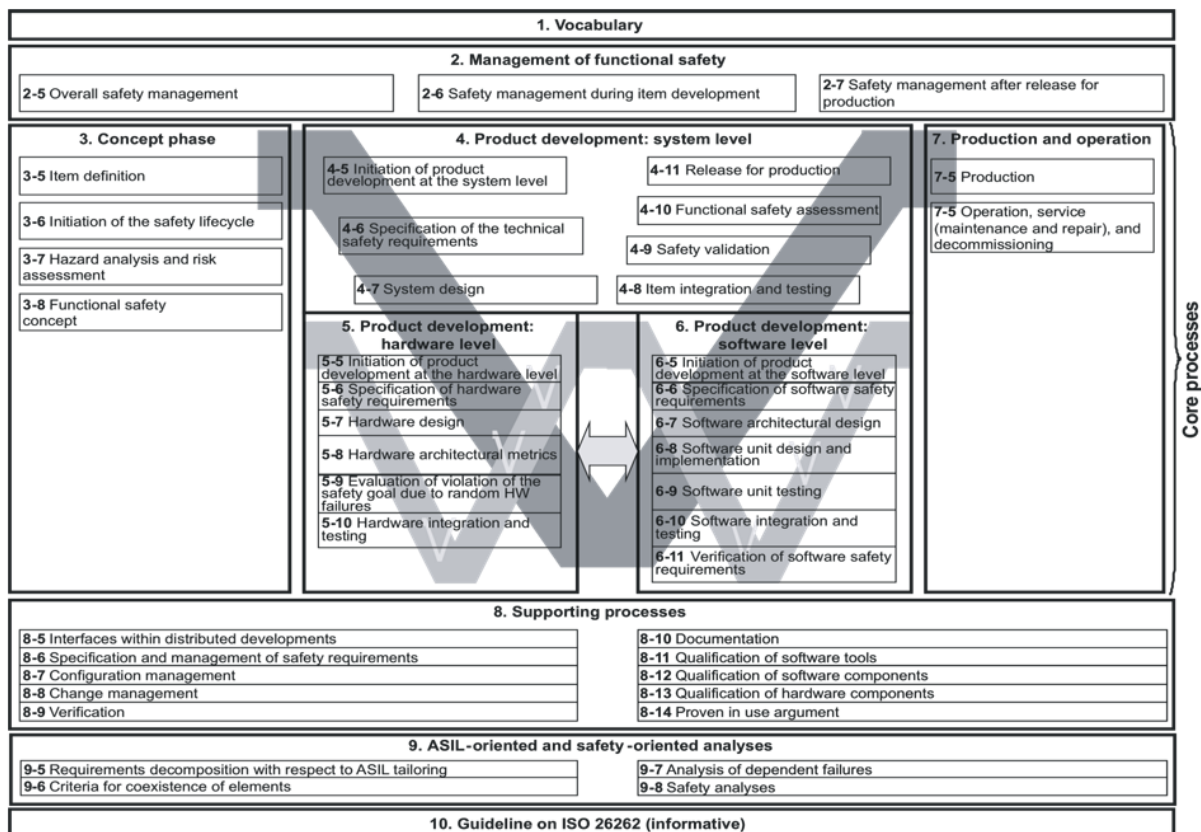 1. Vocabulary
2. Management of functional safety
2-5 Overall safety management
2-6 Safety management during item development
2-7 Safety management after release for
production
3. Concept phase
3-5 Item definition
3-6 Initiation of the safety lifecycle
3-7 Hazard analysis and risk
assessment
3-8 Functional safety
concept
4. Product development: system level
4-5 Initiation of product
development at the system level
4-6 Specification of the technical
safety requirements
4-7 System design
4-11 Release for production
4-10 Functional safety assessment
4-9 Safety validation
4-8 Item integration and testing
5. Product development:
hardware level
5-5 Initiation of product
development at the hardware level
5-6 Specification of hardware
safety requirements
5-7 Hardware design
5-8 Hardware architectural metrics
5-9 Evaluation of violation of the
safety goal due to random HW
failures
5-10 Hardware integration and
testing
6. Product development:
software level
6-5 Initiation of product
development at the software level
6-6 Specification of software safety
requirements
6-7 Software architectural design
6-8 Software unit design and
implementation
6-9 Software unit testing
6-10 Software integration and
testing
6-11 Verification of software safety
requirements
7. Production and operation
7-5 Production
7-5 Operation, service
(maintenance and repair), and
decommissioning
Core processes
8. Supporting processes
8-5 Interfaces within distributed developments
8-6 Specification and management of safety requirements
8-7 Configuration management
8-8 Change management
8-9 Verification
8-10 Documentation
8-11 Qualification of software tools
8-12 Qualification of software components
8-13 Qualification of hardware components
8-14 Proven in use argument
9. ASIL-oriented and safety-oriented analyses
9-5 Requirements decomposition with respect to ASIL tailoring
9-6 Criteria for coexistence of elements
9-7 Analysis of dependent failures
9-8 Safety analyses
10. Guideline on ISO 26262 (informative)